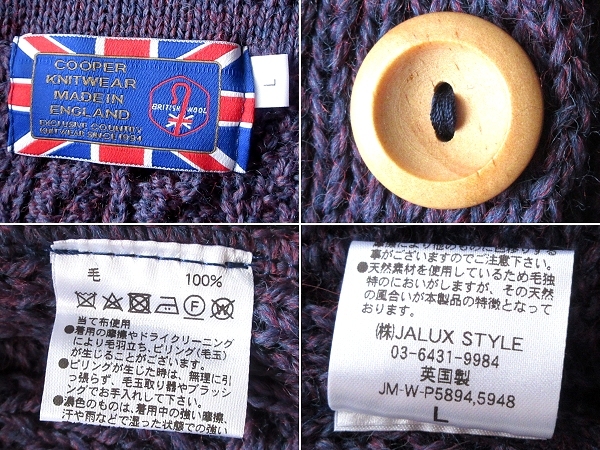 COOPER
KNITWEAR
MADE IN
ENGLAND
EXCLUSIVE COUNTRY
KNITWEAR SINCE 1994
BRITISH WOOL
L
毛 100%
当て布使用
●着用の摩擦やドライクリーニング
により毛羽立ち、ピリング(毛玉)
が生じることがございます。
●ピリングが生じた時は、無理に引
っ張らず、毛玉取り器やブラッシ
ングでお手入れして下さい。
●濃色のものは、着用中の強い摩擦、
汗や雨などで湿った状態での強い
事がございますのでご注意下さい。
●天然素材を使用しているため毛独
特のにおいがしますが、その天然
の風合いが本製品の特徴となって
おります。
㈱JALUX STYLE
03-6431-9984
英国製
JM-W-P5894,5948
L